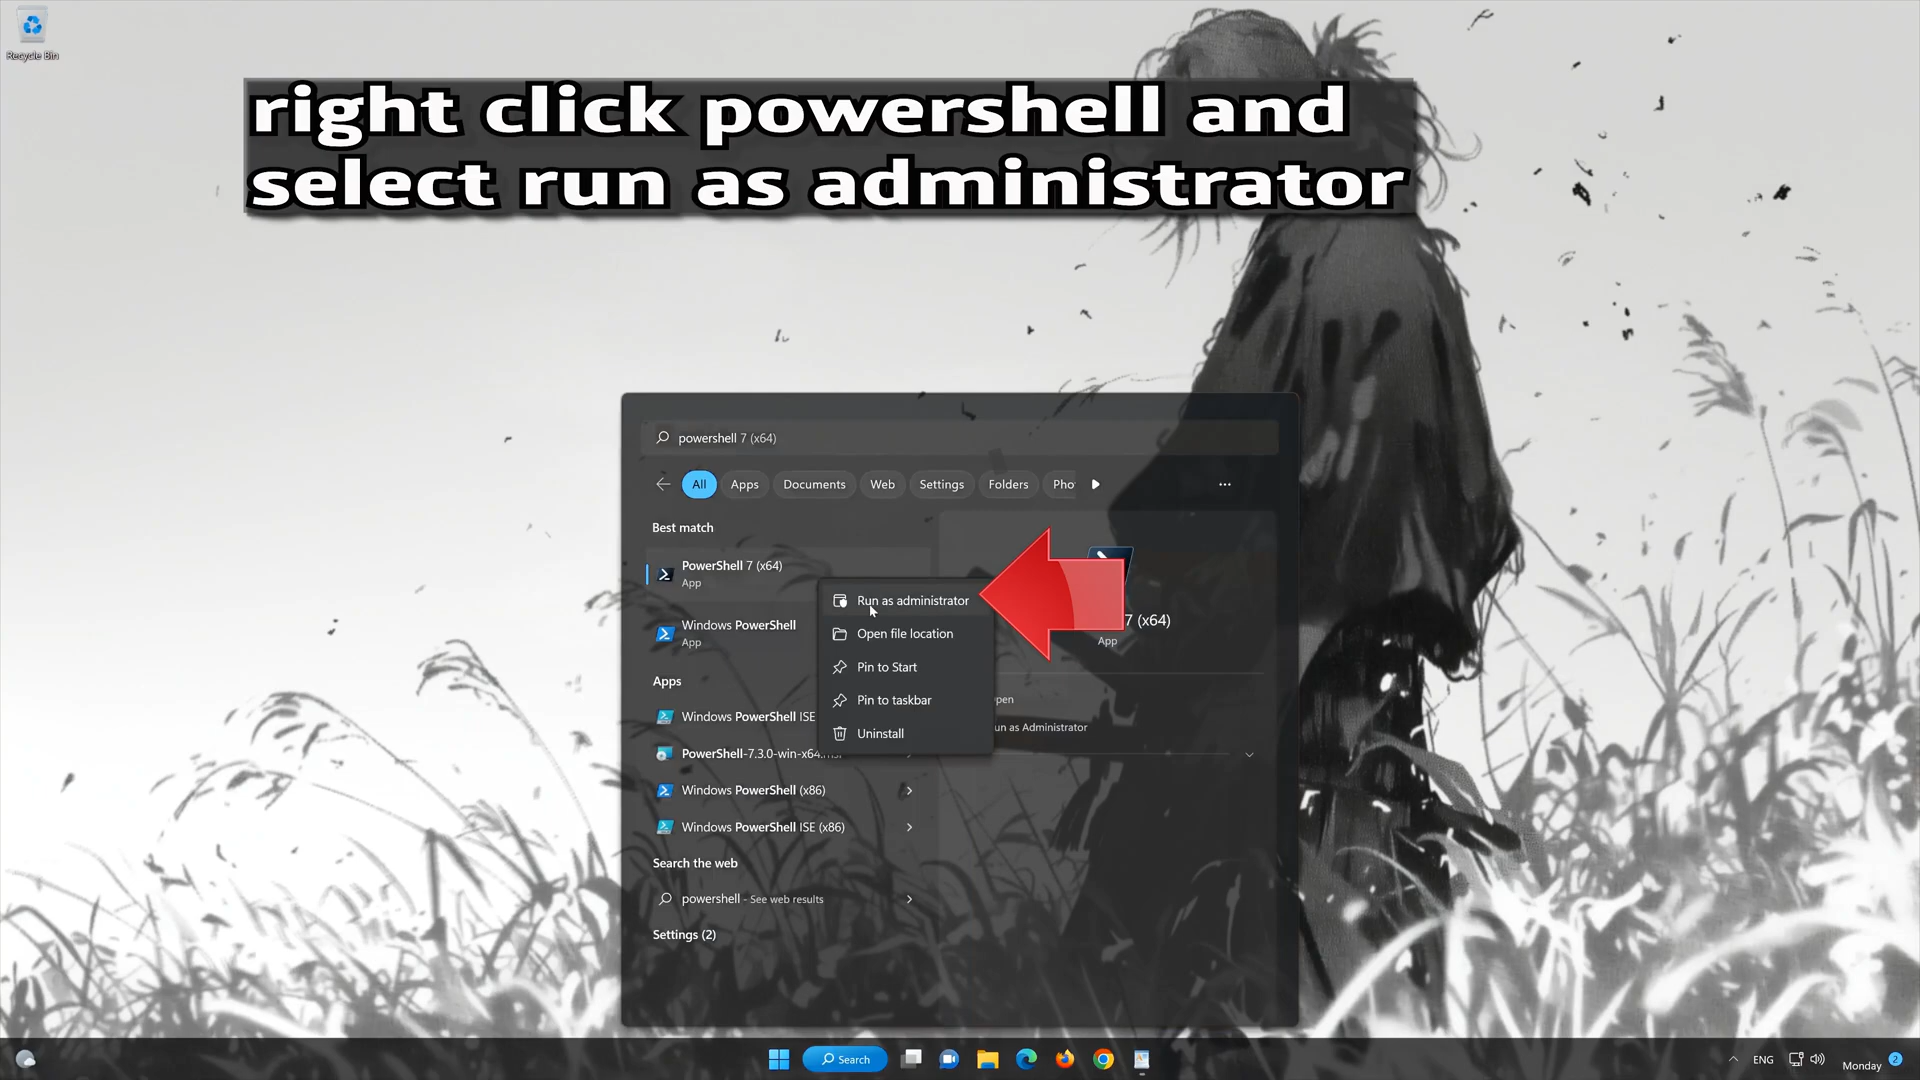 Recycle Bin
right click powershell and
select run as administrator
powershell 7 (x64)
All Apps Documents Web Settings Folders Pho
Best match
PowerShell 7 (x64)
App
Run as administrator
Open file location
Pin to Start
Pin to taskbar
Uninstall
Windows PowerShell
App
7 (x64)
App
pen
un as Administrator
Apps
Windows PowerShell ISE
PowerShell-7.3.0-win-x64.msi
Windows PowerShell (x86)
Windows PowerShell ISE (x86)
Search the web
powershell - See web results
Settings (2)
Search
ENG
Monday 2